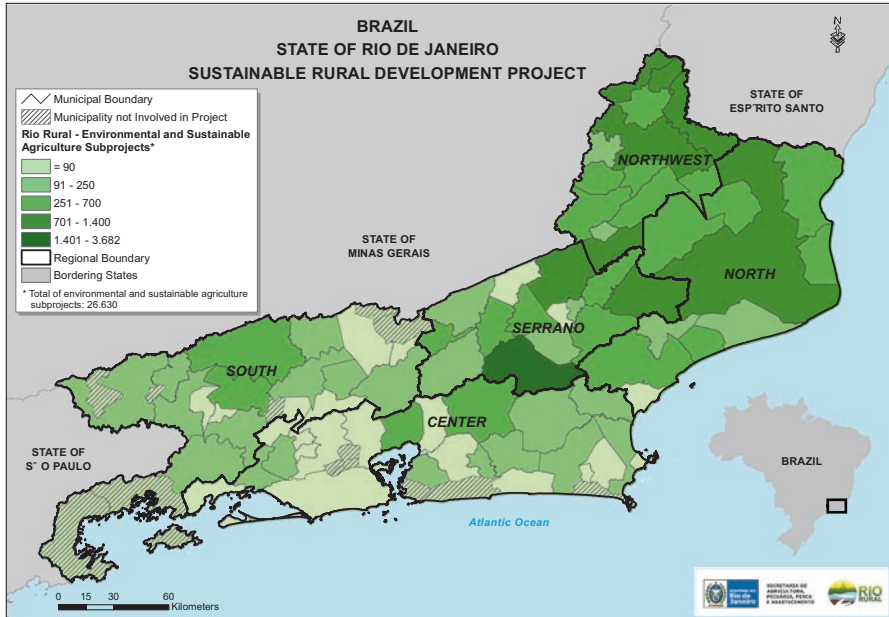 BRAZIL
STATE OF RIO DE JANEIRO
SUSTAINABLE RURAL DEVELOPMENT PROJECT
N
Municipal Boundary
Municipality not Involved in Project
Rio Rural - Environmental and Sustainable
Agriculture Subprojects*
= 90
91 - 250
251 - 700
701 - 1.400
1.401 - 3.682
Regional Boundary
Bordering States
* Total of environmental and sustainable agriculture
subprojects: 26.630
STATE OF
ESP'RITO SANTO
NORTHWEST
STATE OF
MINAS GERAIS
NORTH
SERRANO
SOUTH
CENTER
STATE OF
S¨ O PAULO
BRAZIL
Atlantic Ocean
0 15 30 60
Kilometers
GOVERNO DO
Rio de
Janeiro
SECRETARIA DE
AGRICULTURA,
PECUÁRIA, PESCA
E ABASTECIMENTO
RIO
RURAL